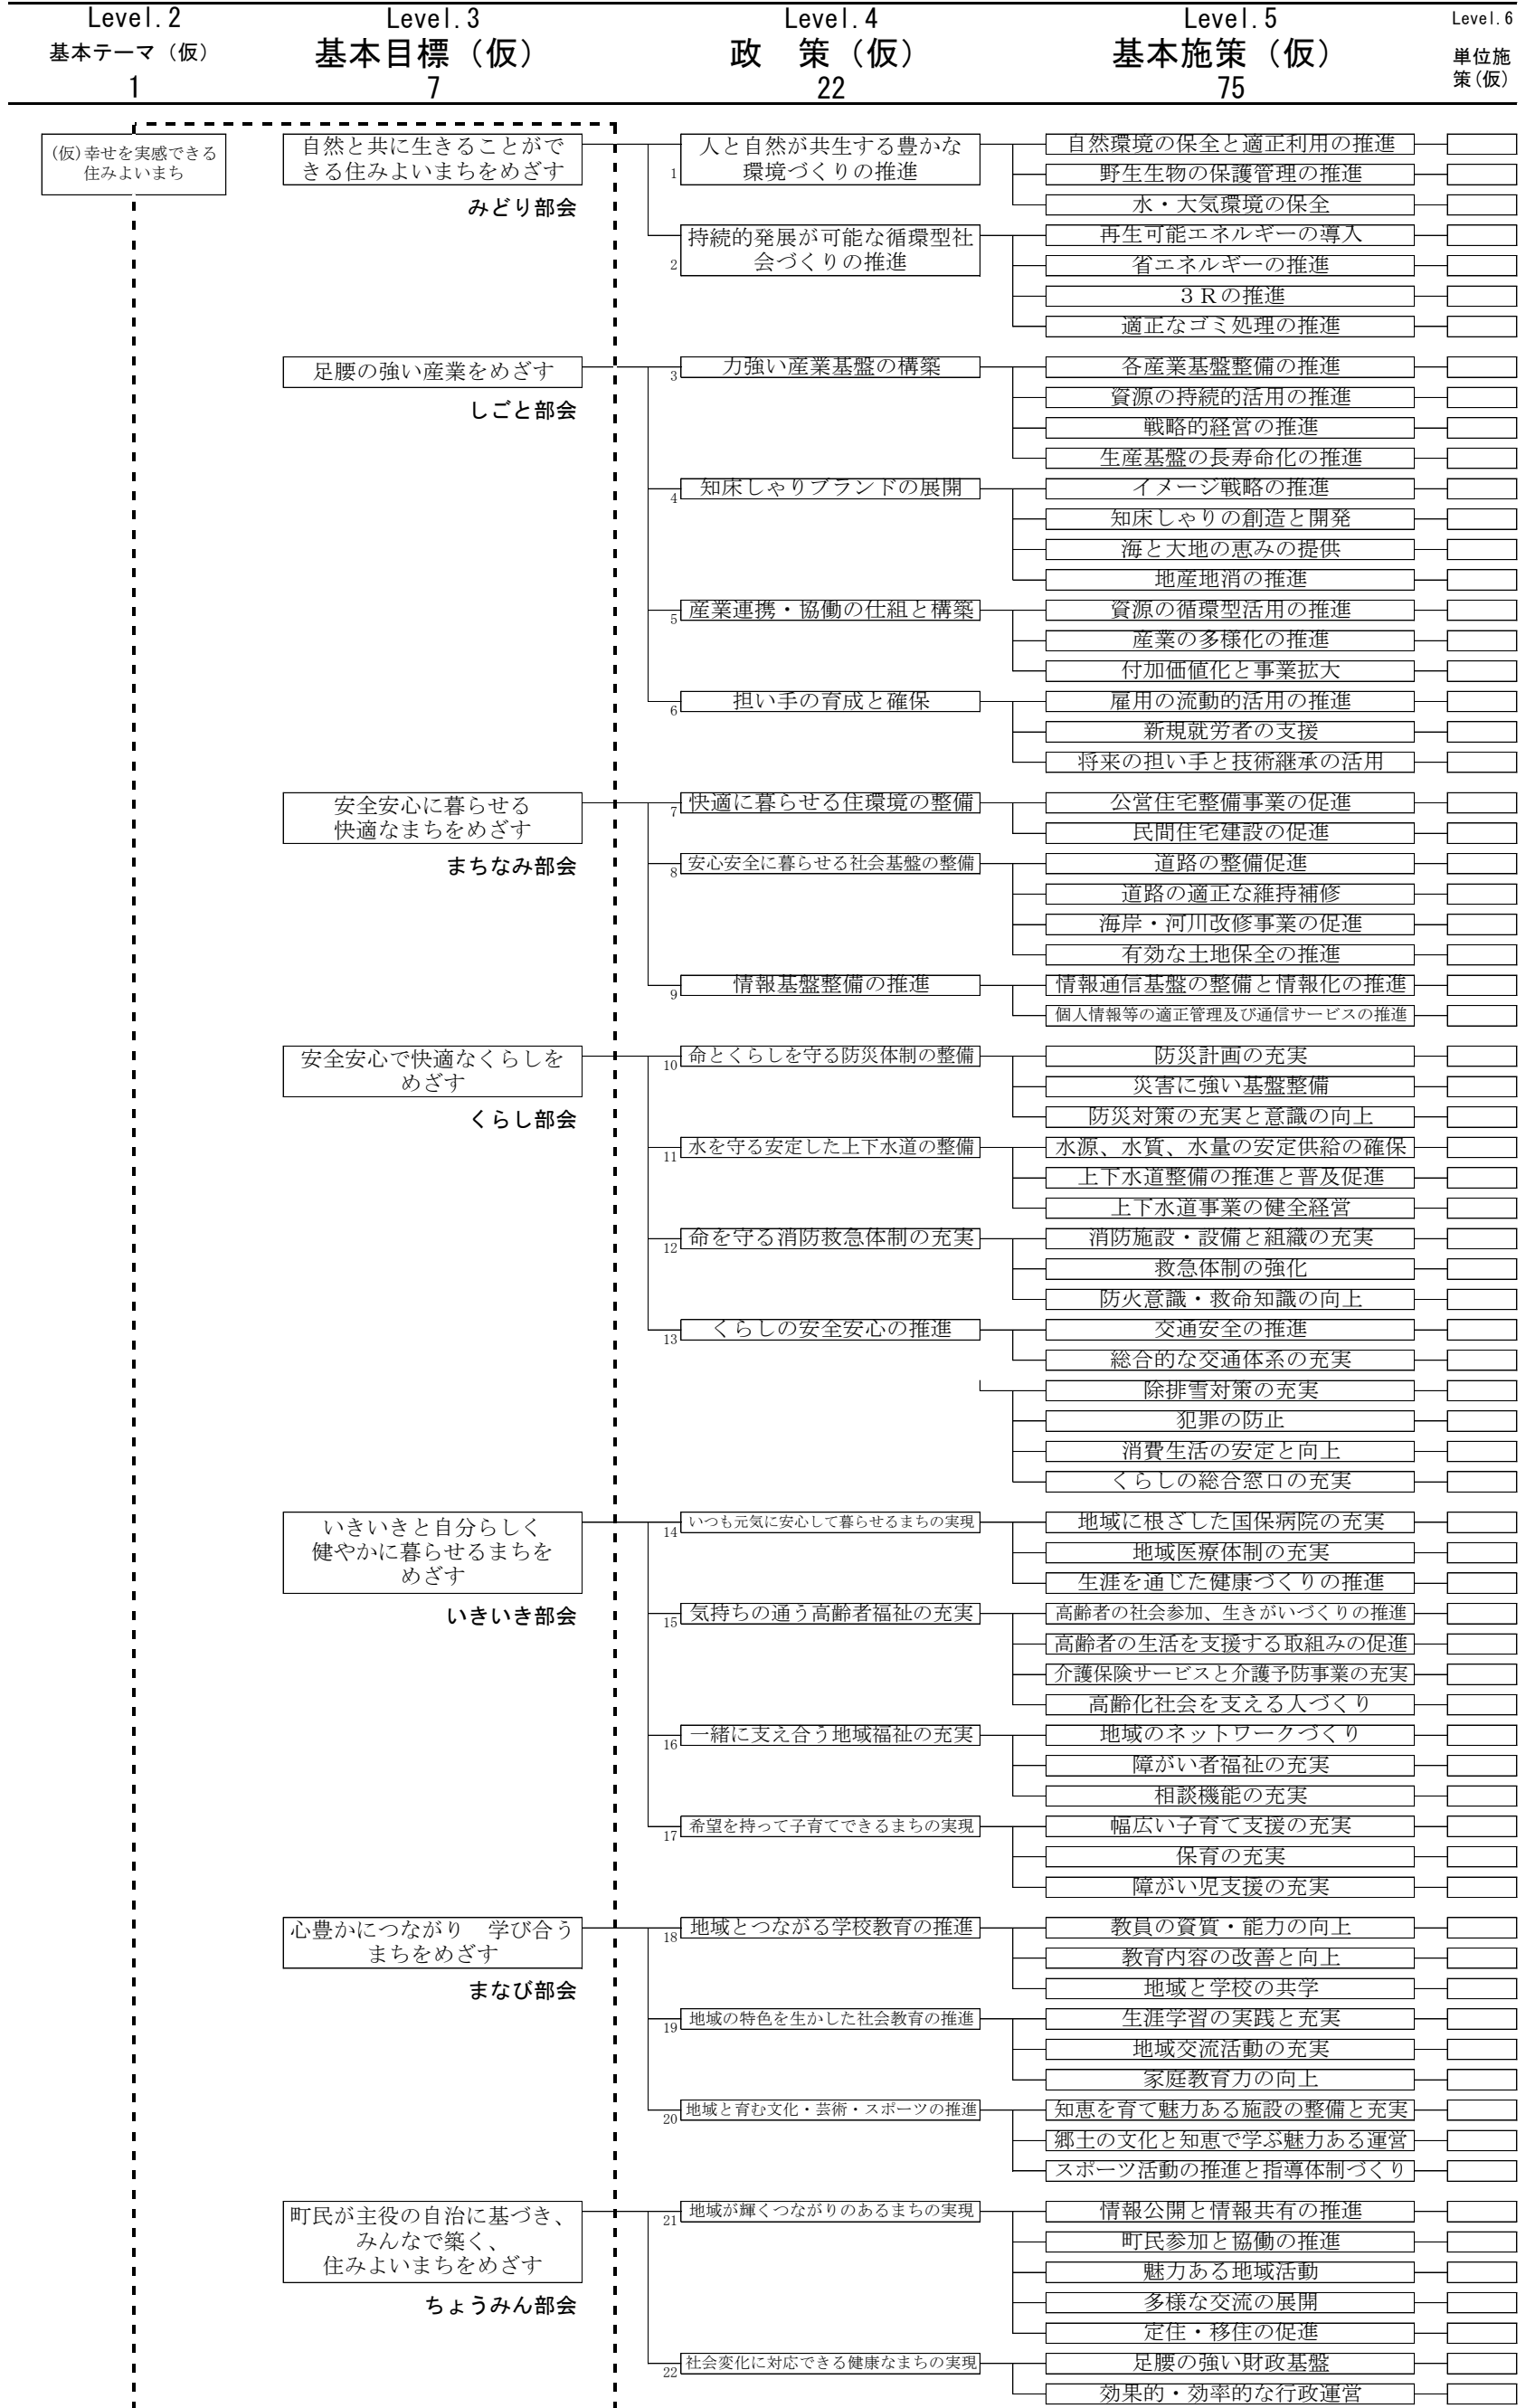 Level.2
Level.3
Level.4
Level.5
Level.6
基本テーマ（仮）
基本目標（仮）
政　策（仮）
基本施策（仮）
単位施
策(仮)
1
7
22
75
(仮)幸せを実感できる
住みよいまち
自然と共に生きることがで
きる住みよいまちをめざす
みどり部会
1
人と自然が共生する豊かな
環境づくりの推進
自然環境の保全と適正利用の推進
野生生物の保護管理の推進
水・大気環境の保全
2
持続的発展が可能な循環型社
会づくりの推進
再生可能エネルギーの導入
省エネルギーの推進
３Ｒの推進
適正なゴミ処理の推進
足腰の強い産業をめざす
しごと部会
3
力強い産業基盤の構築
各産業基盤整備の推進
資源の持続的活用の推進
戦略的経営の推進
生産基盤の長寿命化の推進
4
知床しゃりブランドの展開
イメージ戦略の推進
知床しゃりの創造と開発
海と大地の恵みの提供
地産地消の推進
5
産業連携・協働の仕組と構築
資源の循環型活用の推進
産業の多様化の推進
付加価値化と事業拡大
6
担い手の育成と確保
雇用の流動的活用の推進
新規就労者の支援
将来の担い手と技術継承の活用
安全安心に暮らせる
快適なまちをめざす
まちなみ部会
7
快適に暮らせる住環境の整備
公営住宅整備事業の促進
民間住宅建設の促進
8
安心安全に暮らせる社会基盤の整備
道路の整備促進
道路の適正な維持補修
海岸・河川改修事業の促進
有効な土地保全の推進
9
情報基盤整備の推進
情報通信基盤の整備と情報化の推進
個人情報等の適正管理及び通信サービスの推進
安全安心で快適なくらしを
めざす
くらし部会
10
命とくらしを守る防災体制の整備
防災計画の充実
災害に強い基盤整備
防災対策の充実と意識の向上
11
水を守る安定した上下水道の整備
水源、水質、水量の安定供給の確保
上下水道整備の推進と普及促進
上下水道事業の健全経営
12
命を守る消防救急体制の充実
消防施設・設備と組織の充実
救急体制の強化
防火意識・救命知識の向上
13
くらしの安全安心の推進
交通安全の推進
総合的な交通体系の充実
除排雪対策の充実
犯罪の防止
消費生活の安定と向上
くらしの総合窓口の充実
いきいきと自分らしく
健やかに暮らせるまちを
めざす
いきいき部会
14
いつも元気に安心して暮らせるまちの実現
地域に根ざした国保病院の充実
地域医療体制の充実
生涯を通じた健康づくりの推進
15
気持ちの通う高齢者福祉の充実
高齢者の社会参加、生きがいづくりの推進
高齢者の生活を支援する取組みの促進
介護保険サービスと介護予防事業の充実
高齢化社会を支える人づくり
16
一緒に支え合う地域福祉の充実
地域のネットワークづくり
障がい者福祉の充実
相談機能の充実
17
希望を持って子育てできるまちの実現
幅広い子育て支援の充実
保育の充実
障がい児支援の充実
心豊かにつながり　学び合う
まちをめざす
まなび部会
18
地域とつながる学校教育の推進
教員の資質・能力の向上
教育内容の改善と向上
地域と学校の共学
19
地域の特色を生かした社会教育の推進
生涯学習の実践と充実
地域交流活動の充実
家庭教育力の向上
20
地域と育む文化・芸術・スポーツの推進
知恵を育て魅力ある施設の整備と充実
郷土の文化と知恵で学ぶ魅力ある運営
スポーツ活動の推進と指導体制づくり
町民が主役の自治に基づき、
みんなで築く、
住みよいまちをめざす
ちょうみん部会
21
地域が輝くつながりのあるまちの実現
情報公開と情報共有の推進
町民参加と協働の推進
魅力ある地域活動
多様な交流の展開
定住・移住の促進
22
社会変化に対応できる健康なまちの実現
足腰の強い財政基盤
効果的・効率的な行政運営